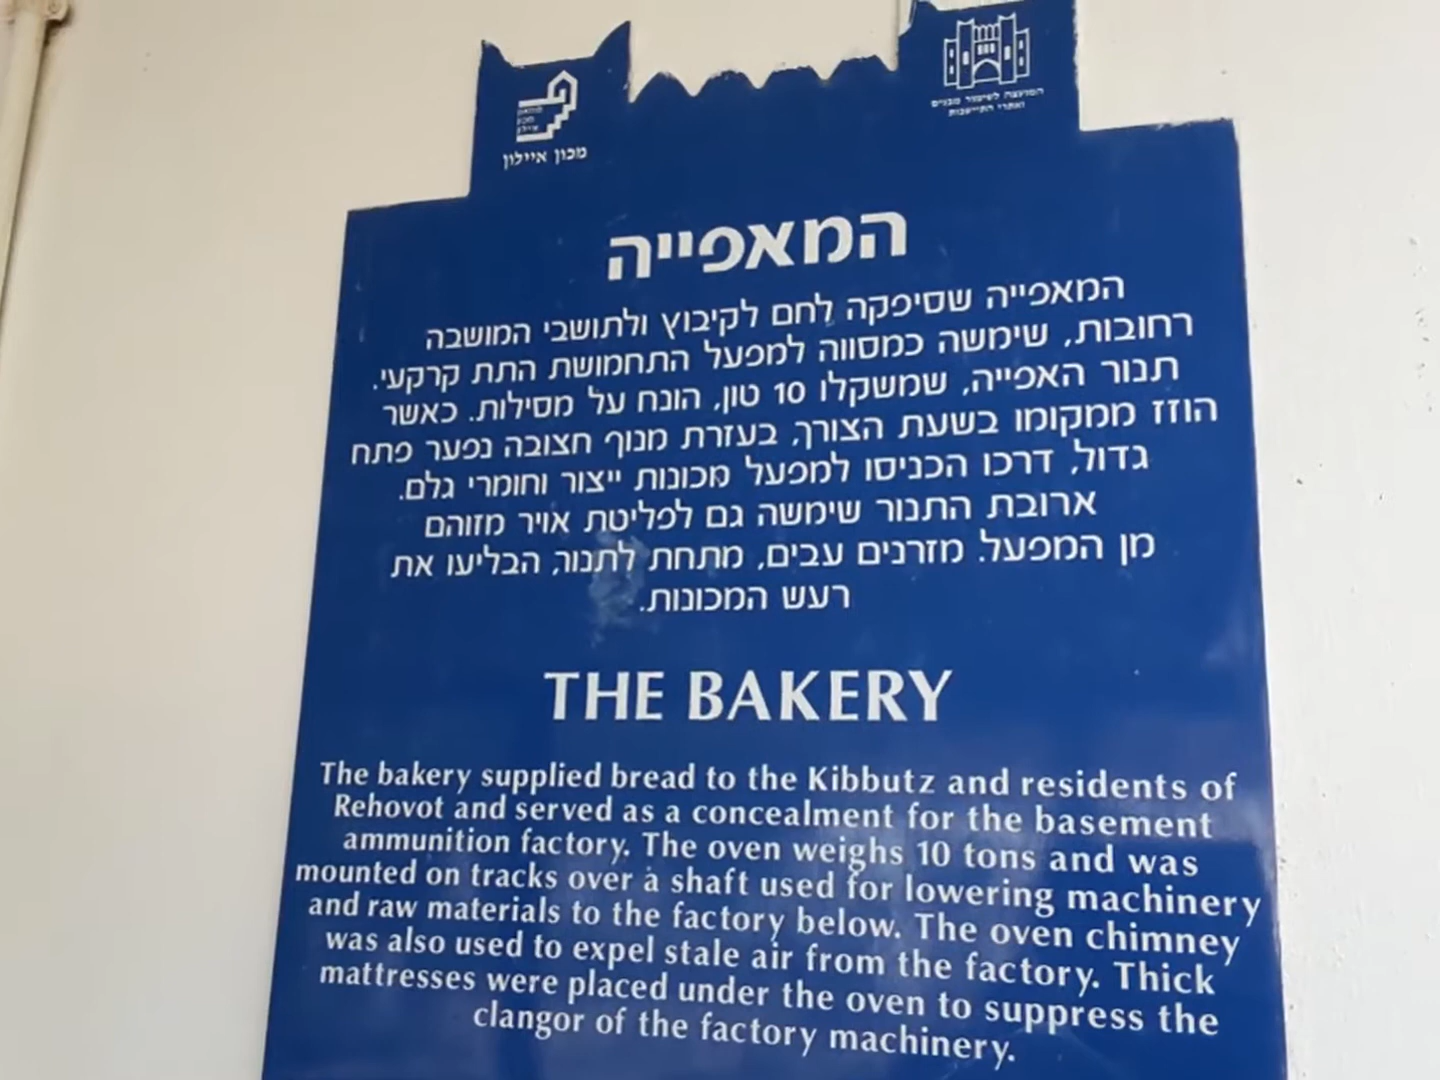 מכון איילון
המועצה לשימור מבנים
ואתרי התיישבות
המאפייה
המאפייה שסיפקה לחם לקיבוץ ולתושבי המושבה
רחובות, שימשה כמסווה למפעל התחמושת התת קרקעי.
תנור האפייה, שמשקלו 10 טון, הונח על מסילות. כאשר
הוזז ממקומו בשעת הצורך, בעזרת מנוף חצובה נפער פתח
גדול, דרכו הכניסו למפעל מכונות ייצור וחומרי גלם.
ארובת התנור שימשה גם לפליטת אויר מזוהם
מן המפעל. מזרנים עבים, מתחת לתנור, הבליעו את
רעש המכונות.
THE BAKERY
The bakery supplied bread to the Kibbutz and residents of
Rehovot and served as a concealment for the basement
ammunition factory. The oven weighs 10 tons and was
mounted on tracks over a shaft used for lowering machinery
and raw materials to the factory below. The oven chimney
was also used to expel stale air from the factory. Thick
mattresses were placed under the oven to suppress the
clangor of the factory machinery.